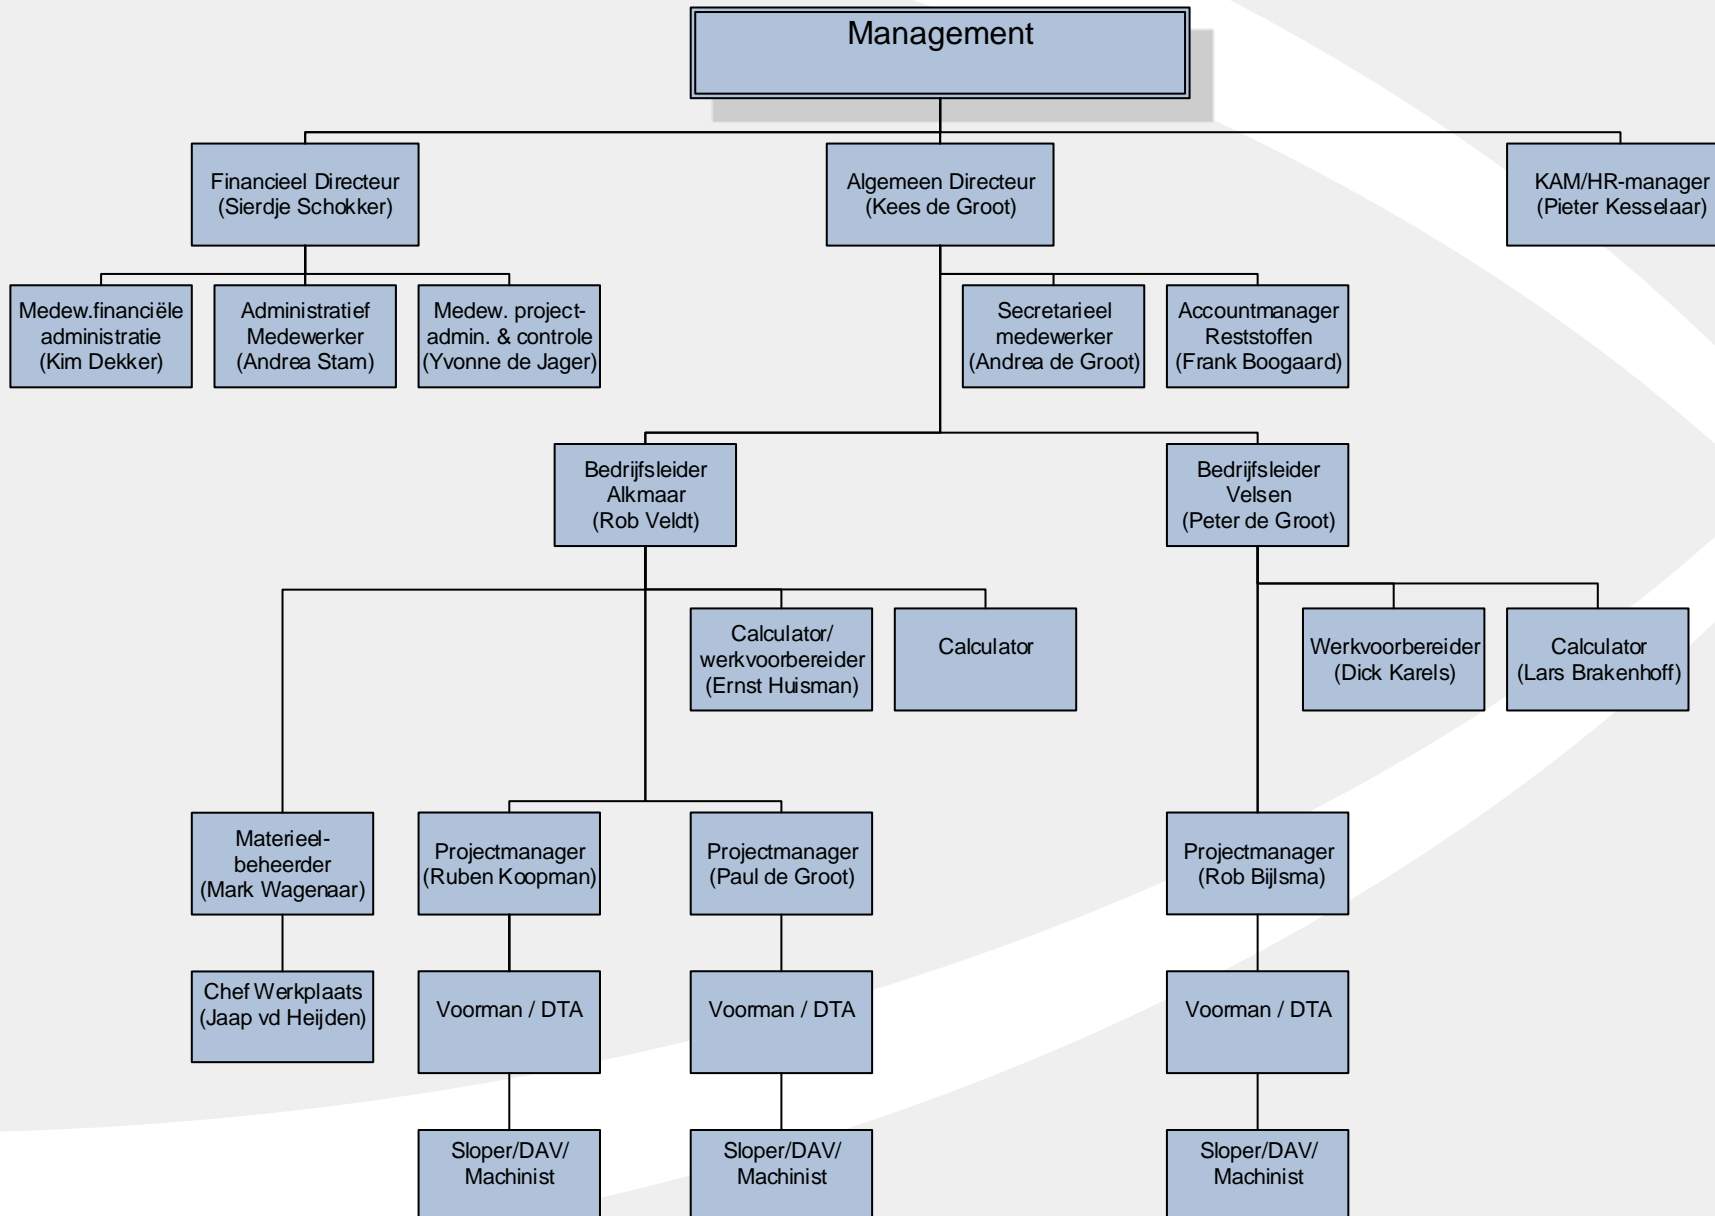 Management
Financieel Directeur
(Sierdje Schokker)
Algemeen Directeur
(Kees de Groot)
KAM/HR-manager
(Pieter Kesselaar)
Medew.financiële
administratie
(Kim Dekker)
Administratief
Medewerker
(Andrea Stam)
Medew. project-
admin. & controle
(Yvonne de Jager)
Secretarieel
medewerker
(Andrea de Groot)
Accountmanager
Reststoffen
(Frank Boogaard)
Bedrijfsleider
Alkmaar
(Rob Veldt)
Bedrijfsleider
Velsen
(Peter de Groot)
Calculator/
werkvoorbereider
(Ernst Huisman)
Calculator
Werkvoorbereider
(Dick Karels)
Calculator
(Lars Brakenhoff)
Materieel-
beheerder
(Mark Wagenaar)
Projectmanager
(Ruben Koopman)
Projectmanager
(Paul de Groot)
Projectmanager
(Rob Bijlsma)
Chef Werkplaats
(Jaap vd Heijden)
Voorman / DTA
Voorman / DTA
Voorman / DTA
Sloper/DAV/
Machinist
Sloper/DAV/
Machinist
Sloper/DAV/
Machinist